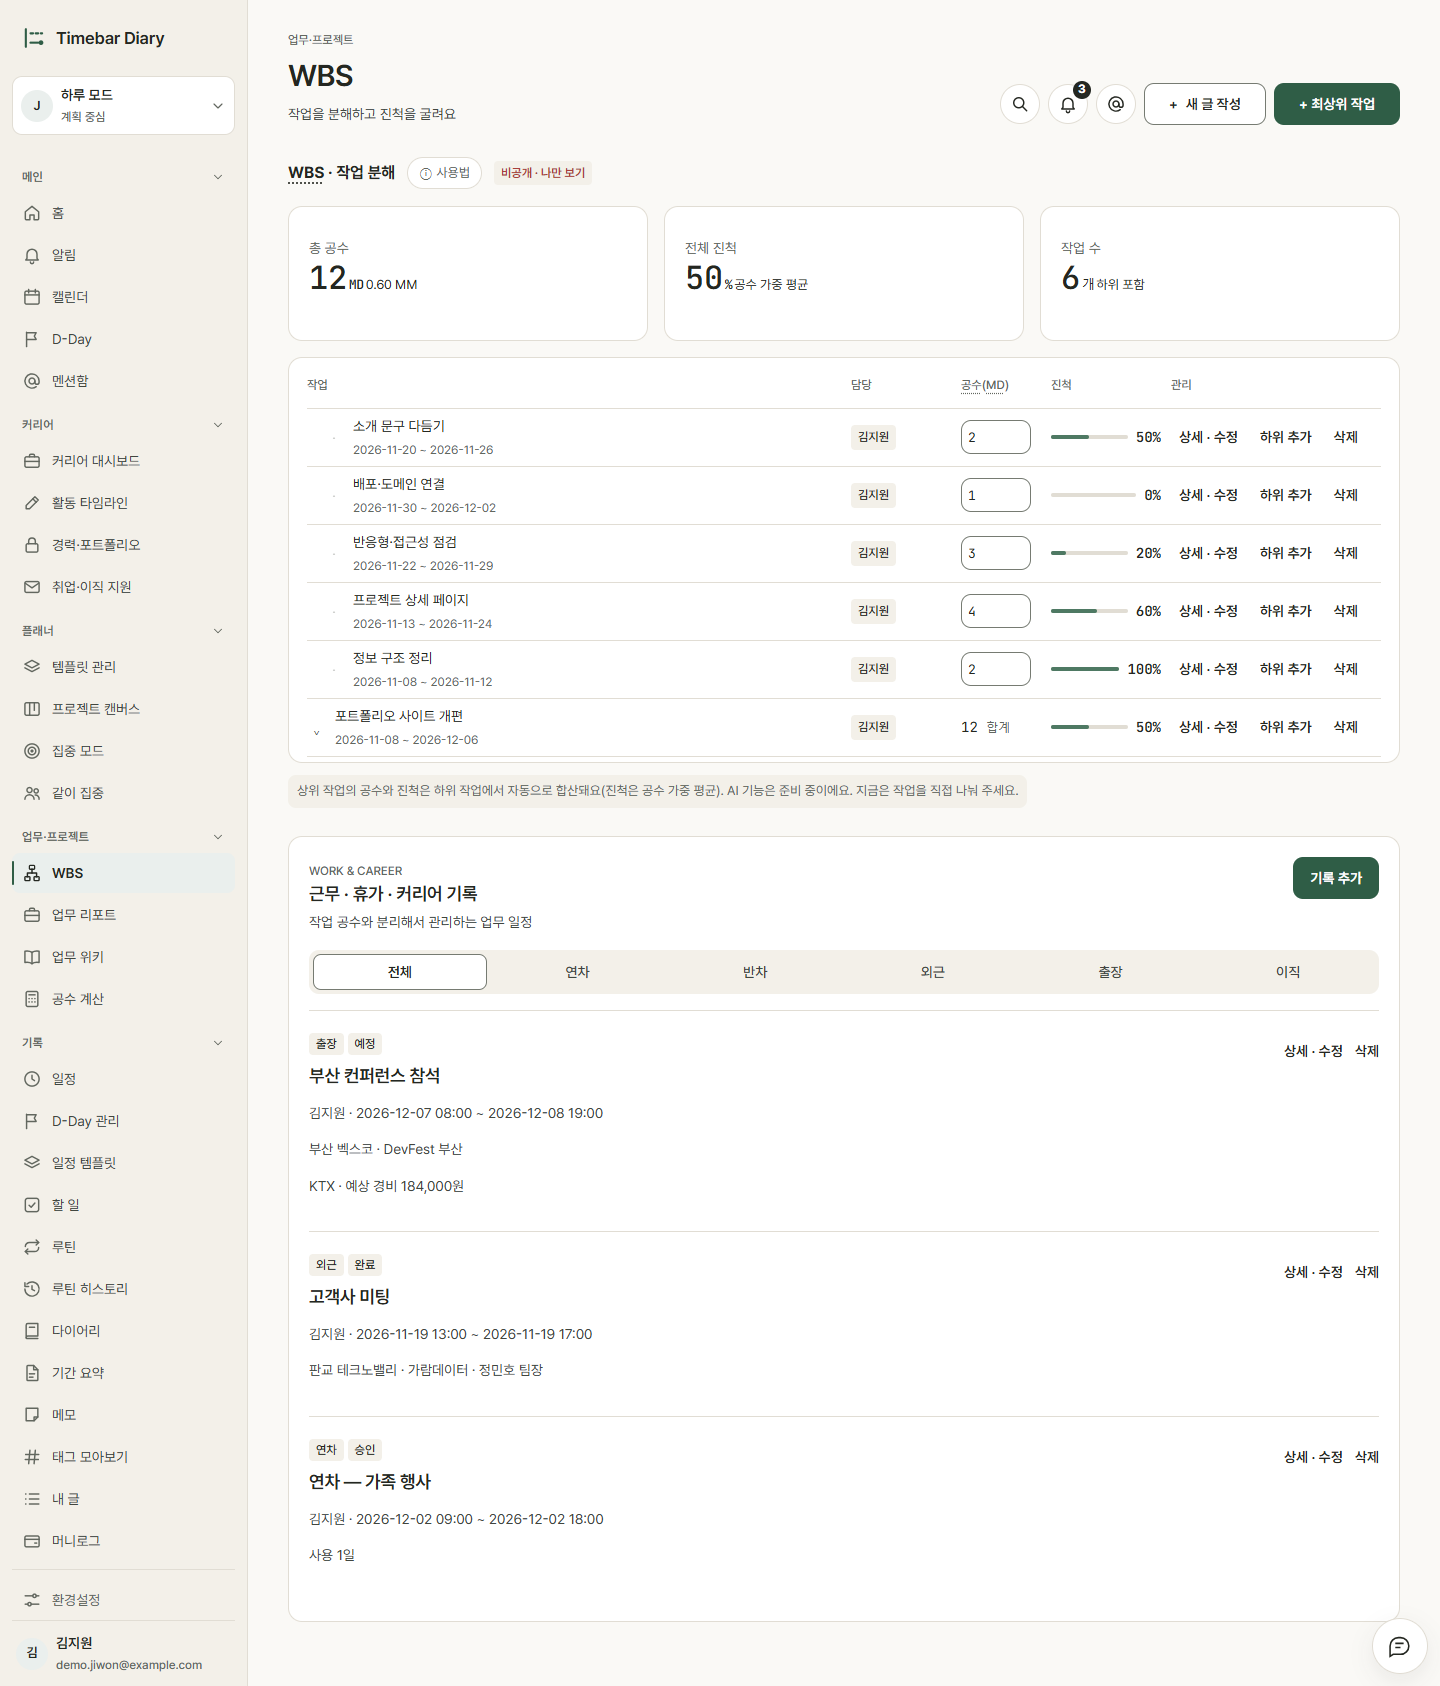 Timebar Diary
J
하루 모드
계획 중심
메인
홈
알림
캘린더
D-Day
멘션함
커리어
커리어 대시보드
활동 타임라인
경력·포트폴리오
취업·이직 지원
플래너
템플릿 관리
프로젝트 캔버스
집중 모드
같이 집중
업무·프로젝트
WBS
업무 리포트
업무 위키
공수 계산
기록
일정
D-Day 관리
일정 템플릿
할 일
루틴
루틴 히스토리
다이어리
기간 요약
메모
태그 모아보기
내 글
머니로그
환경설정
김
김지원
demo.jiwon@example.com
업무·프로젝트
WBS
작업을 분해하고 진척을 굴려요
3
+ 새 글 작성
+ 최상위 작업
WBS · 작업 분해
사용법
비공개 · 나만 보기
총 공수
12 MD 0.60 MM
전체 진척
50 % 공수 가중 평균
작업 수
6 개 하위 포함
작업 담당 공수(MD) 진척 관리
소개 문구 다듬기
2026-11-20 ~ 2026-11-26
김지원 2 50% 상세 · 수정 하위 추가 삭제
배포·도메인 연결
2026-11-30 ~ 2026-12-02
김지원 1 0% 상세 · 수정 하위 추가 삭제
반응형·접근성 점검
2026-11-22 ~ 2026-11-29
김지원 3 20% 상세 · 수정 하위 추가 삭제
프로젝트 상세 페이지
2026-11-13 ~ 2026-11-24
김지원 4 60% 상세 · 수정 하위 추가 삭제
정보 구조 정리
2026-11-08 ~ 2026-11-12
김지원 2 100% 상세 · 수정 하위 추가 삭제
포트폴리오 사이트 개편
2026-11-08 ~ 2026-12-06
김지원 12 합계 50% 상세 · 수정 하위 추가 삭제
상위 작업의 공수와 진척은 하위 작업에서 자동으로 합산돼요(진척은 공수 가중 평균). AI 기능은 준비 중이에요. 지금은 작업을 직접 나눠 주세요.
WORK & CAREER
근무 · 휴가 · 커리어 기록
작업 공수와 분리해서 관리하는 업무 일정
기록 추가
전체 연차 반차 외근 출장 이직
출장 예정
부산 컨퍼런스 참석
김지원 · 2026-12-07 08:00 ~ 2026-12-08 19:00
부산 벡스코 · DevFest 부산
KTX · 예상 경비 184,000원
상세 · 수정 삭제
외근 완료
고객사 미팅
김지원 · 2026-11-19 13:00 ~ 2026-11-19 17:00
판교 테크노밸리 · 가람데이터 · 정민호 팀장
상세 · 수정 삭제
연차 승인
연차 — 가족 행사
김지원 · 2026-12-02 09:00 ~ 2026-12-02 18:00
사용 1일
상세 · 수정 삭제